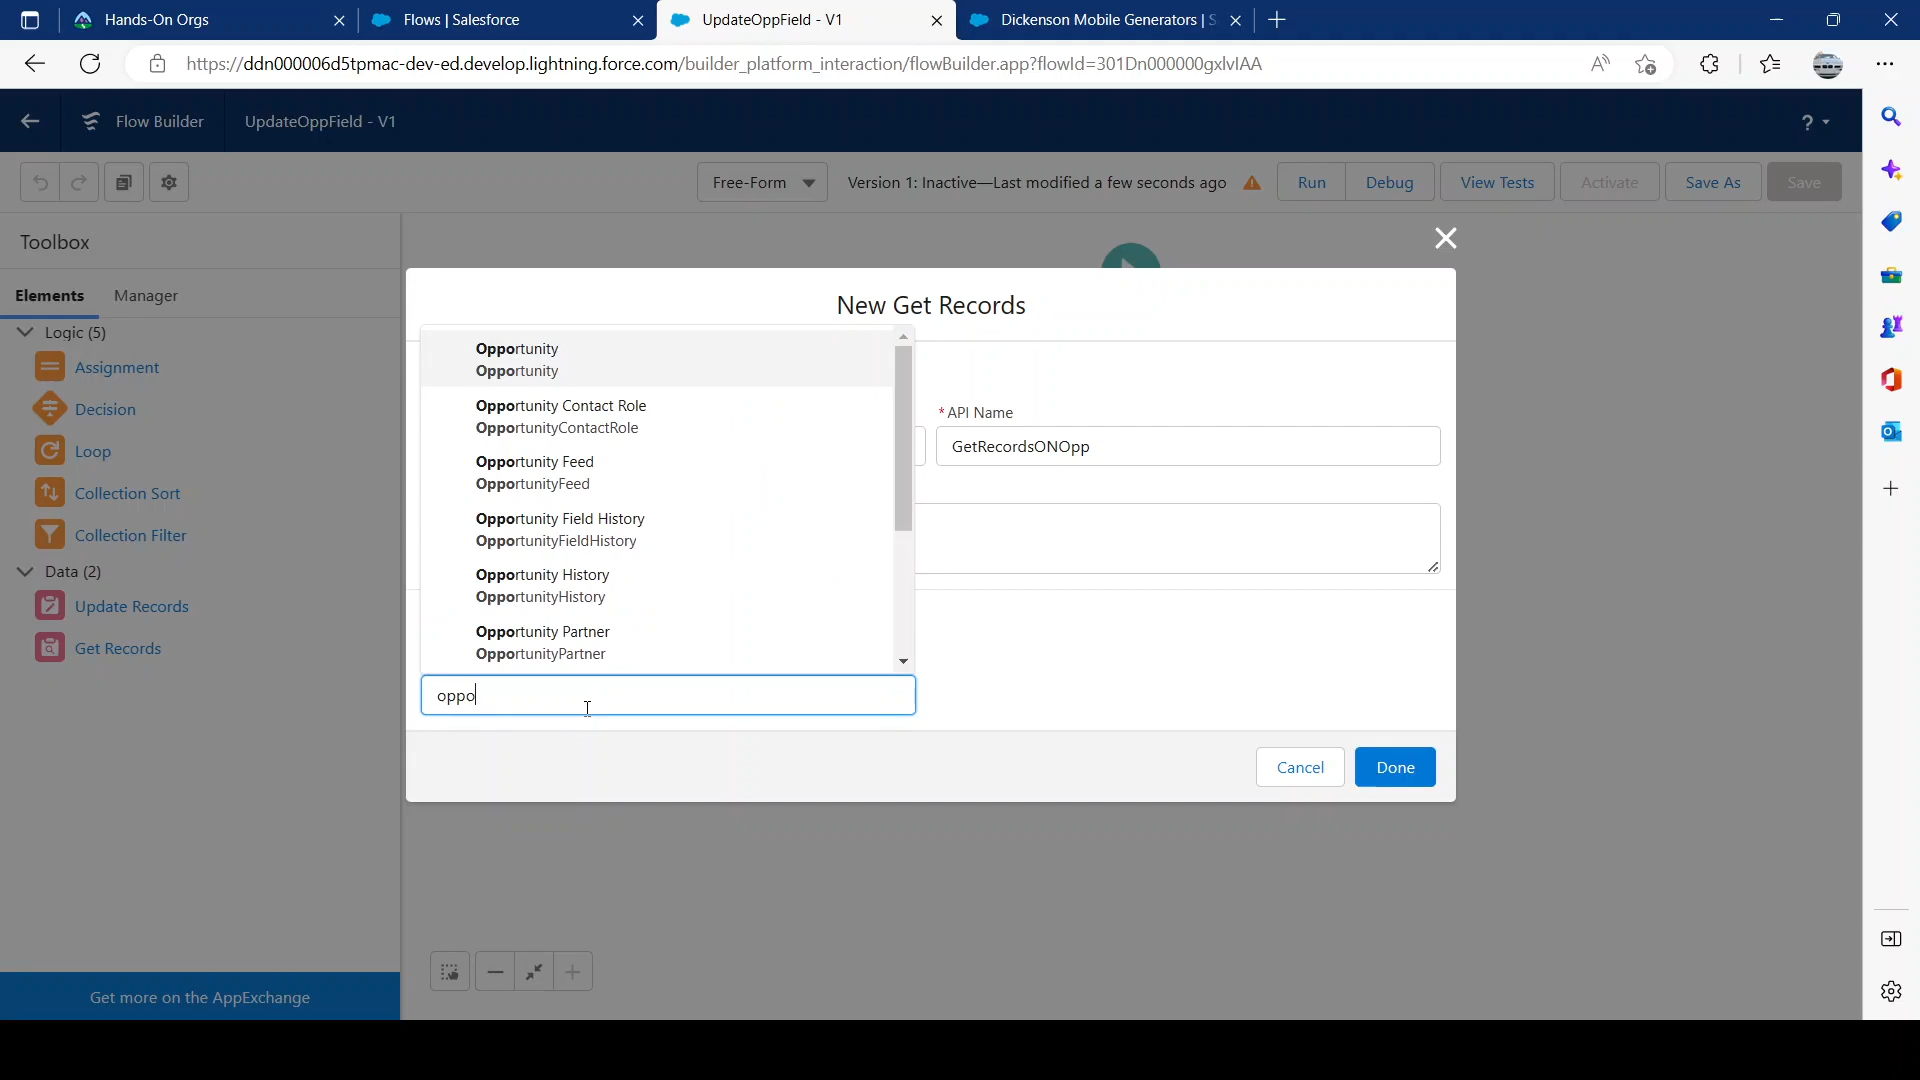 Hands-On Orgs
Flows | Salesforce
UpdateOppField - V1
Dickenson Mobile Generators | S
https://ddn000006d5tpmac-dev-ed.develop.lightning.force.com/builder_platform_interaction/flowBuilder.app?flowId=301Dn000000gxlvIAA
Flow Builder
UpdateOppField - V1
?
Free-Form
Version 1: Inactive—Last modified a few seconds ago
Run
Debug
View Tests
Activate
Save As
Save
Toolbox
Elements
Manager
Logic (5)
Assignment
Decision
Loop
Collection Sort
Collection Filter
Data (2)
Update Records
Get Records
Get more on the AppExchange
New Get Records
Opportunity
Opportunity
Opportunity Contact Role
OpportunityContactRole
Opportunity Feed
OpportunityFeed
Opportunity Field History
OpportunityFieldHistory
Opportunity History
OpportunityHistory
Opportunity Partner
OpportunityPartner
oppo
* API Name
GetRecordsONOpp
Cancel
Done